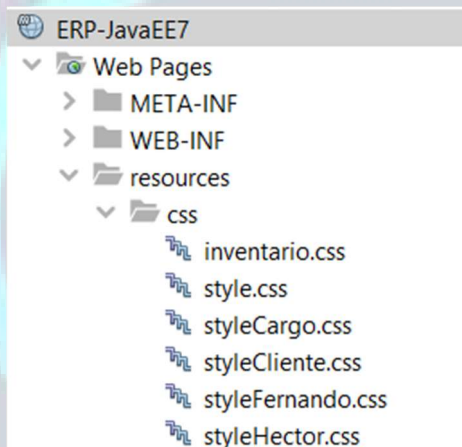 ERP-JavaEE7
Web Pages
META-INF
WEB-INF
resources
css
inventario.css
style.css
styleCargo.css
styleCliente.css
styleFernando.css
styleHector.css